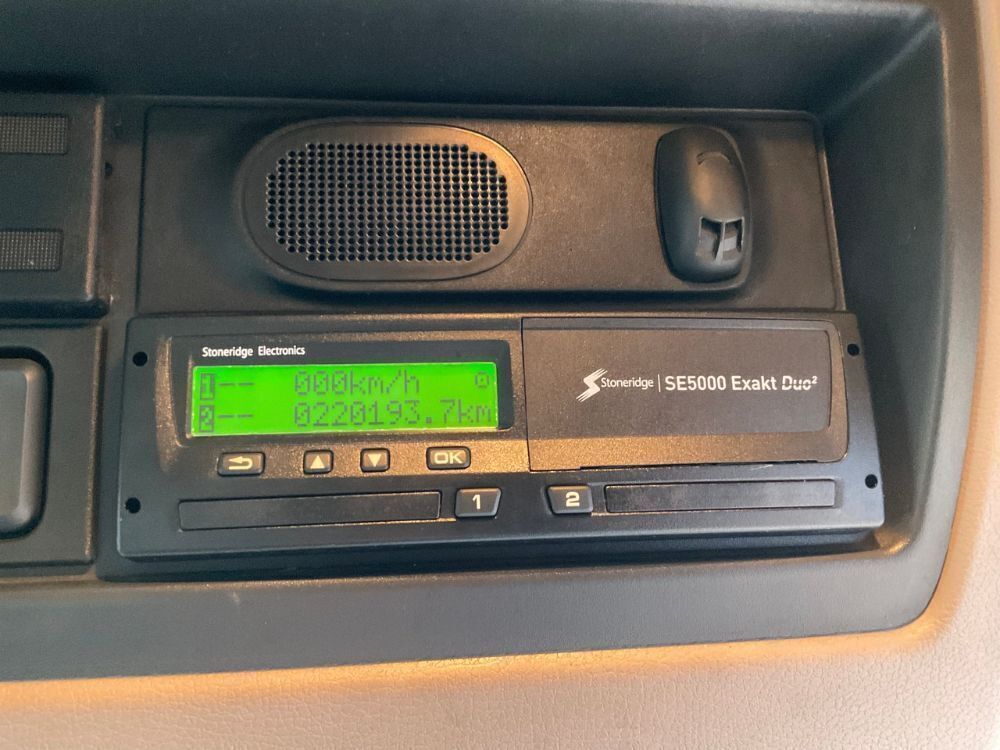 Stoneridge Electronics
1-- 000km/h
2-- 0220193.7km
Stoneridge | SE5000 Exakt Duo²
OK
1 2